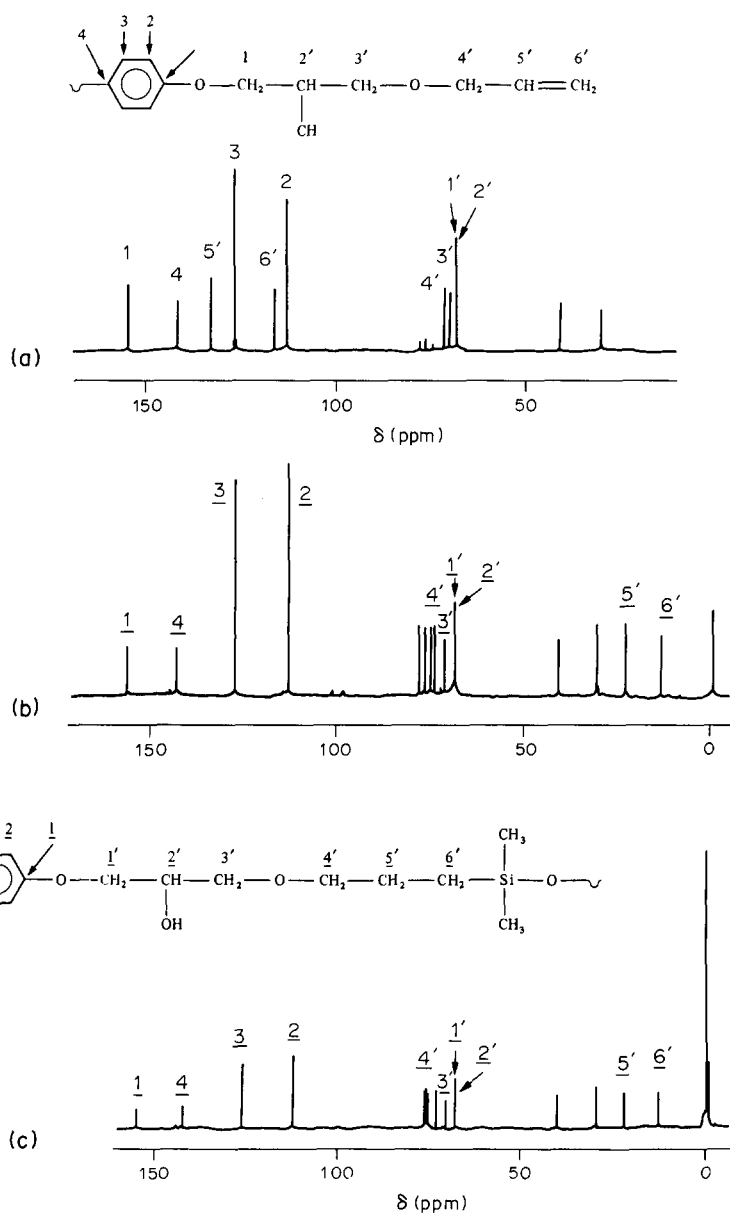 4 3 2 1 2' 3' 4' 5' 6'
O—CH₂—CH—CH₂—O—CH₂—CH=CH₂
CH
3
2
1' 2'
1 4 5' 6' 4' 3'
(a)
150 100 50
δ (ppm)
3 2
1' 2'
1 4 4' 3' 5' 6'
(b)
150 100 50 0
2 1 1' 2' 3' 4' 5' 6' CH₃
O—CH₂—CH—CH₂—O—CH₂—CH₂—CH₂—Si—O
OH CH₃
3 2
1' 2'
1 4 4' 3' 5' 6'
(c)
150 100 50 0
δ (ppm)